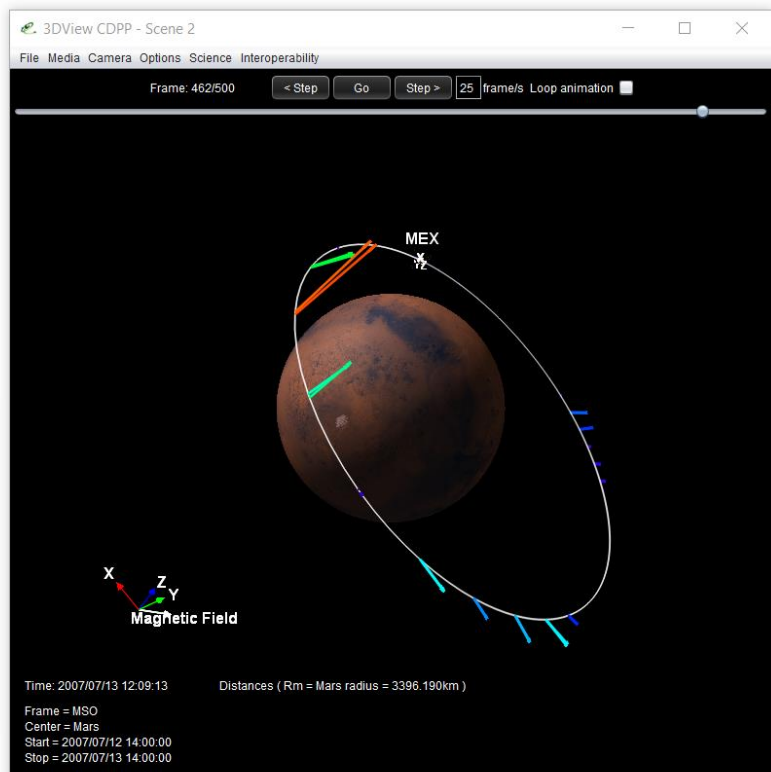 3DView CDPP - Scene 2
File Media Camera Options Science Interoperability
Frame: 462/500 < Step Go Step > 25 frame/s Loop animation
MEX
X
YZ
X
Z
Y
Magnetic Field
Time: 2007/07/13 12:09:13 Distances ( Rm = Mars radius = 3396.190km )
Frame = MSO
Center = Mars
Start = 2007/07/12 14:00:00
Stop = 2007/07/13 14:00:00